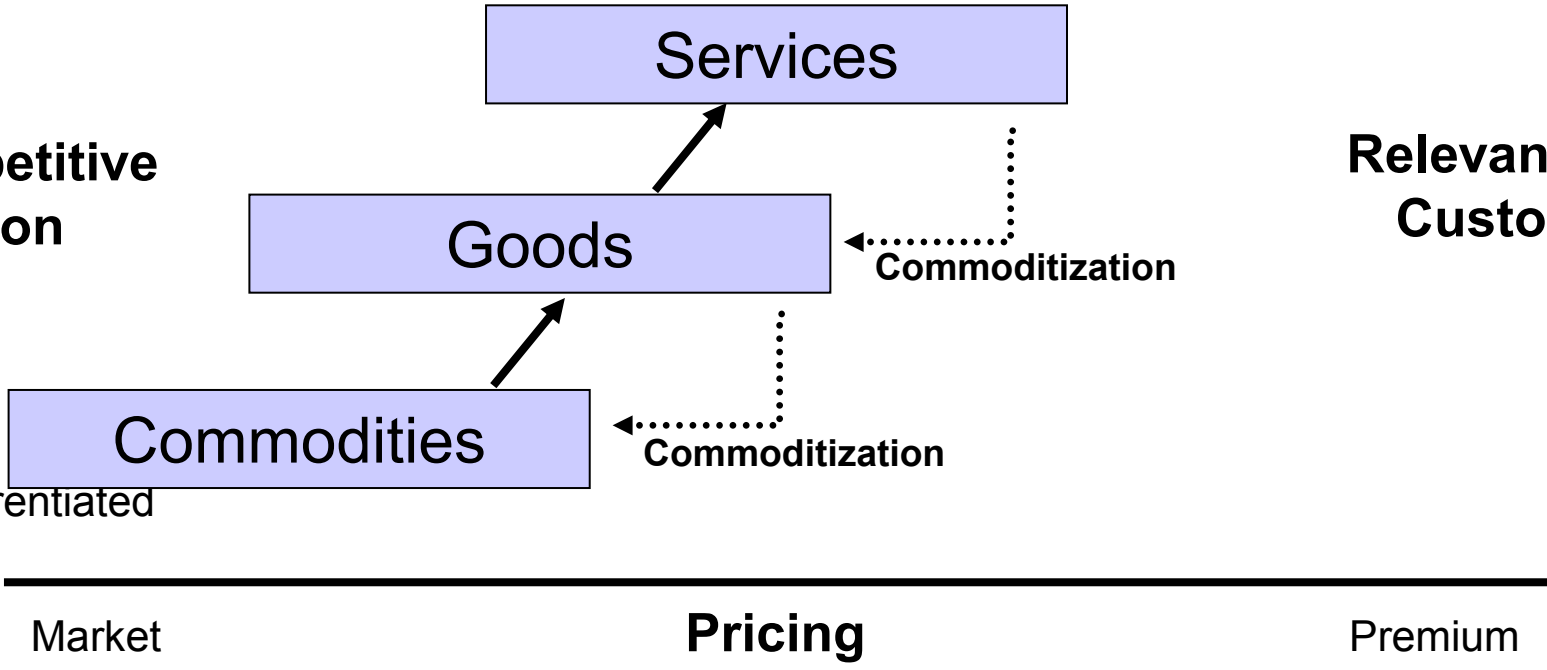 Services
petitive
on
Relevan
Custo
Goods
Commoditization
Commodities
Commoditization
rentiated
Market
Pricing
Premium